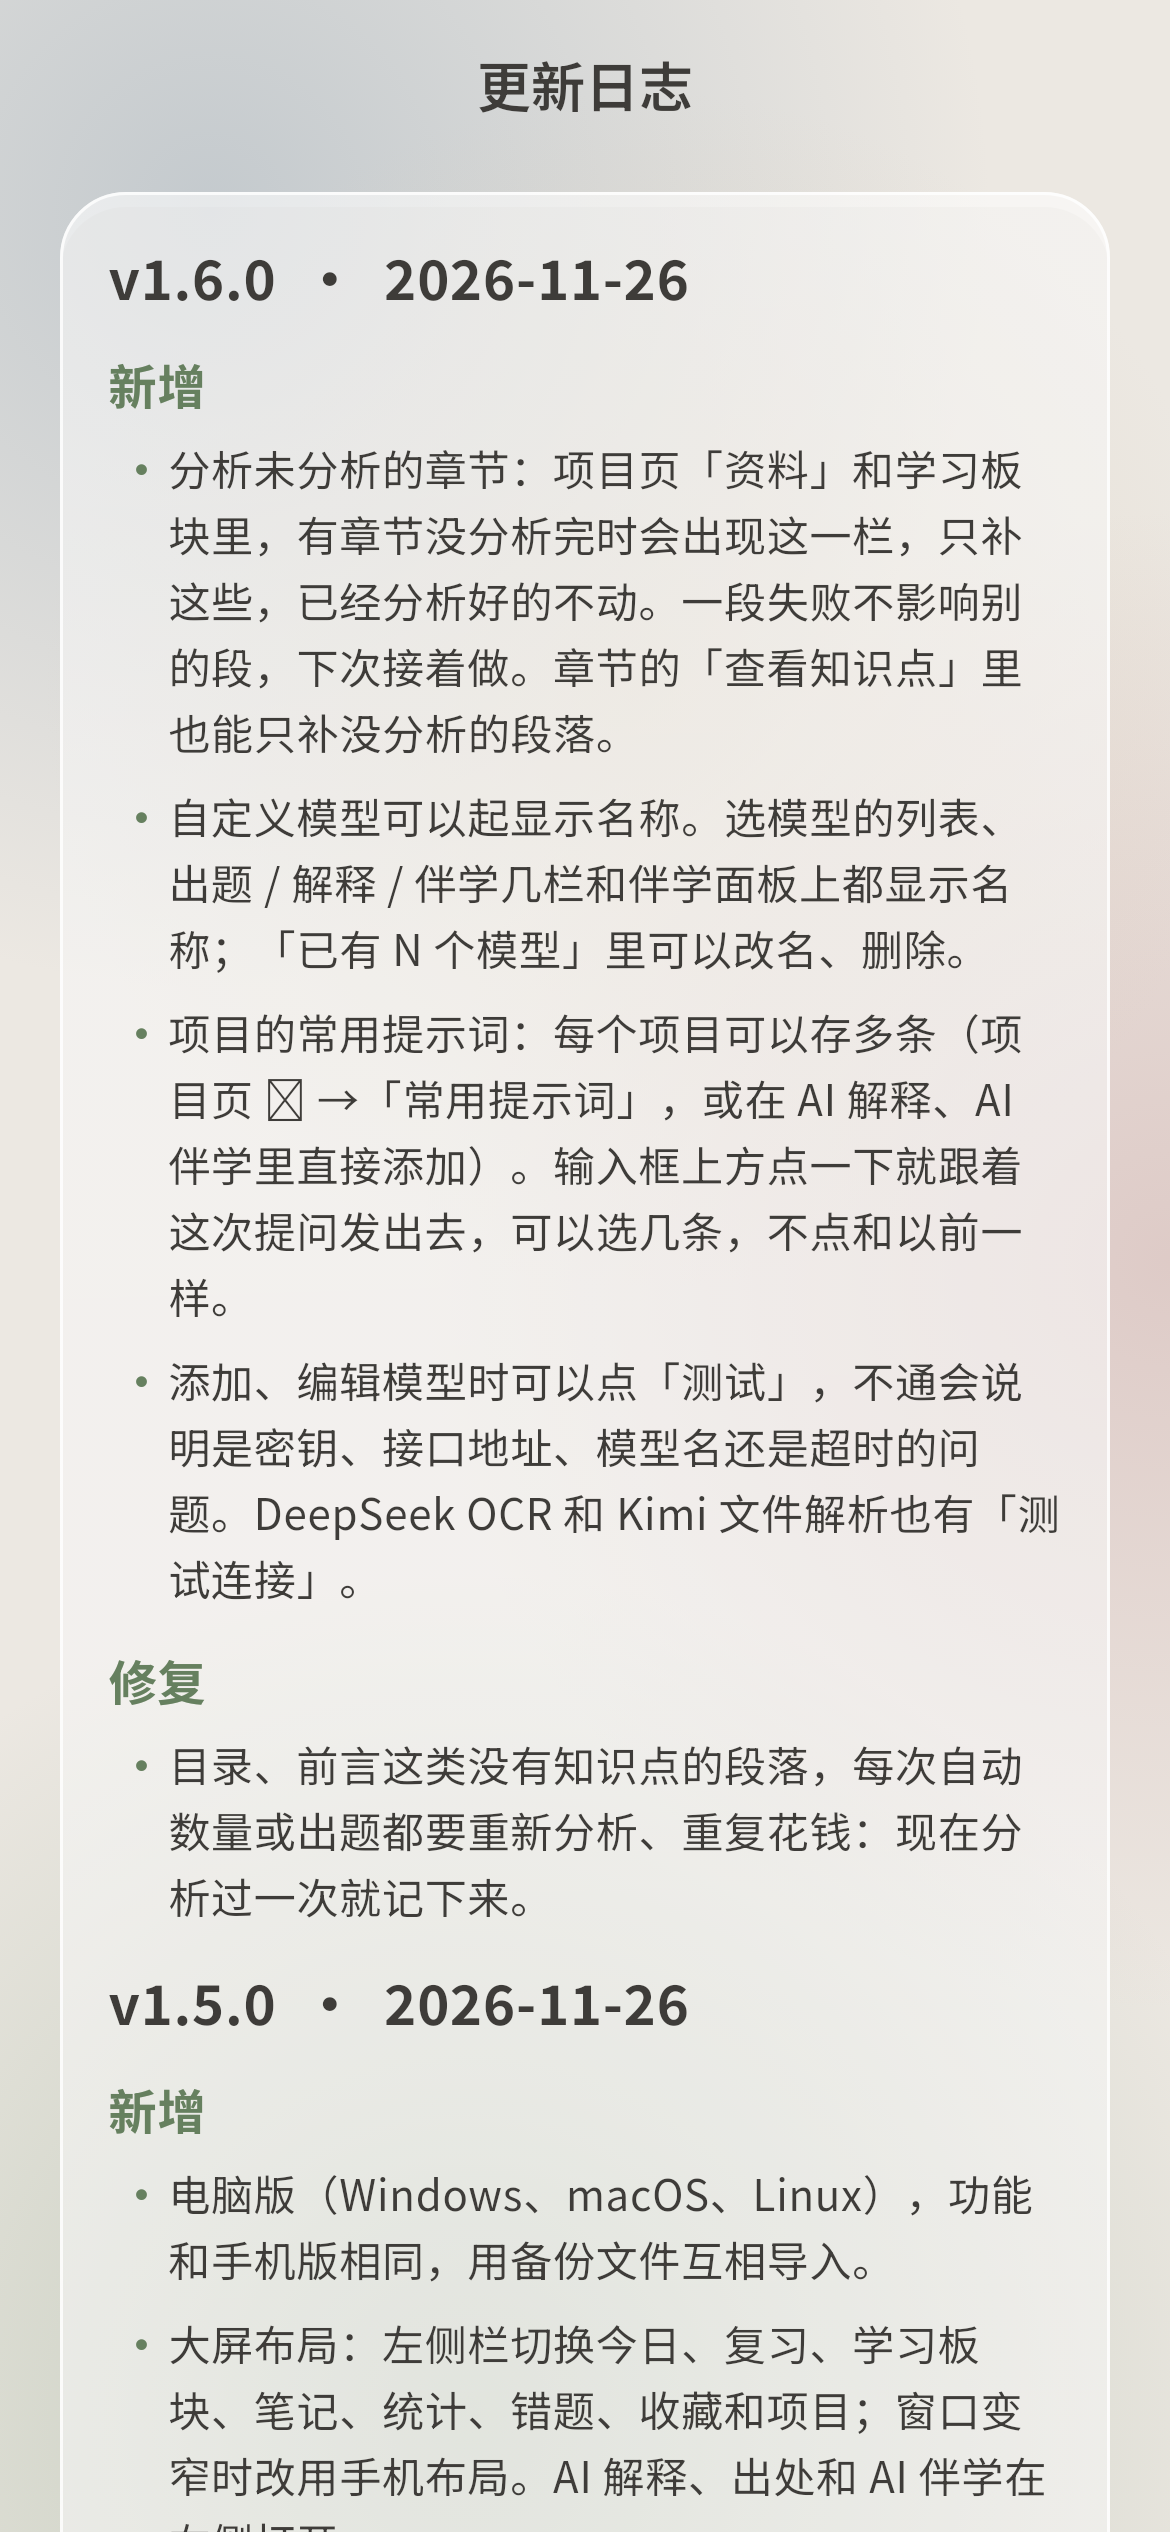 更新日志
v1.6.0 • 2026-11-26
新增
• 分析未分析的章节：项目页「资料」和学习板
块里，有章节没分析完时会出现这一栏，只补
这些，已经分析好的不动。一段失败不影响别
的段，下次接着做。章节的「查看知识点」里
也能只补没分析的段落。
• 自定义模型可以起显示名称。选模型的列表、
出题 / 解释 / 伴学几栏和伴学面板上都显示名
称；「已有 N 个模型」里可以改名、删除。
• 项目的常用提示词：每个项目可以存多条（项
目页 →「常用提示词」，或在 AI 解释、AI
伴学里直接添加）。输入框上方点一下就跟着
这次提问发出去，可以选几条，不点和以前一
样。
• 添加、编辑模型时可以点「测试」，不通会说
明是密钥、接口地址、模型名还是超时的问
题。DeepSeek OCR 和 Kimi 文件解析也有「测
试连接」。
修复
• 目录、前言这类没有知识点的段落，每次自动
数量或出题都要重新分析、重复花钱：现在分
析过一次就记下来。
v1.5.0 • 2026-11-26
新增
• 电脑版（Windows、macOS、Linux），功能
和手机版相同，用备份文件互相导入。
• 大屏布局：左侧栏切换今日、复习、学习板
块、笔记、统计、错题、收藏和项目；窗口变
窄时改用手机布局。AI 解释、出处和 AI 伴学在